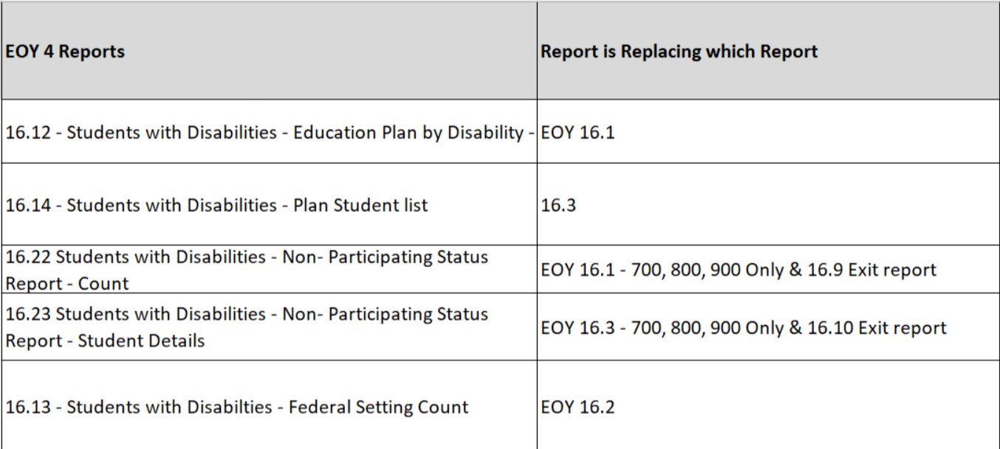 EOY 4 Reports
Report is Replacing which Report
16.12 - Students with Disabilities - Education Plan by Disability -
EOY 16.1
16.14 - Students with Disabilities - Plan Student list
16.3
16.22 Students with Disabilities - Non- Participating Status
Report - Count
EOY 16.1 - 700, 800, 900 Only & 16.9 Exit report
16.23 Students with Disabilities - Non- Participating Status
Report - Student Details
EOY 16.3 - 700, 800, 900 Only & 16.10 Exit report
16.13 - Students with Disabilties - Federal Setting Count
EOY 16.2